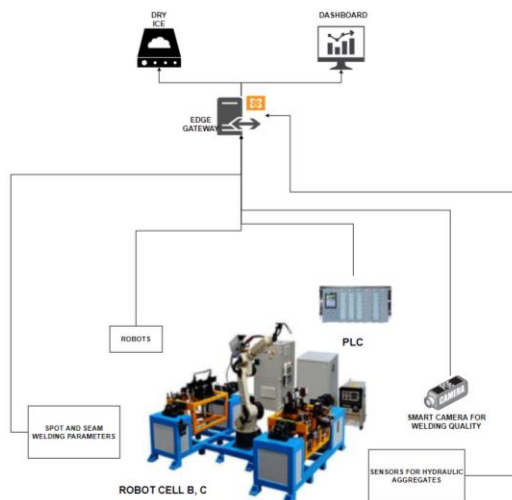 DRY
ICE
DASHBOARD
EDGE
GATEWAY
ROBOTS
PLC
SPOT AND SEAM
WELDING PARAMETERS
CAMERA
SMART CAMERA FOR
WELDING QUALITY
SENSORS FOR HYDRAULIC
AGGREGATES
ROBOT CELL B, C